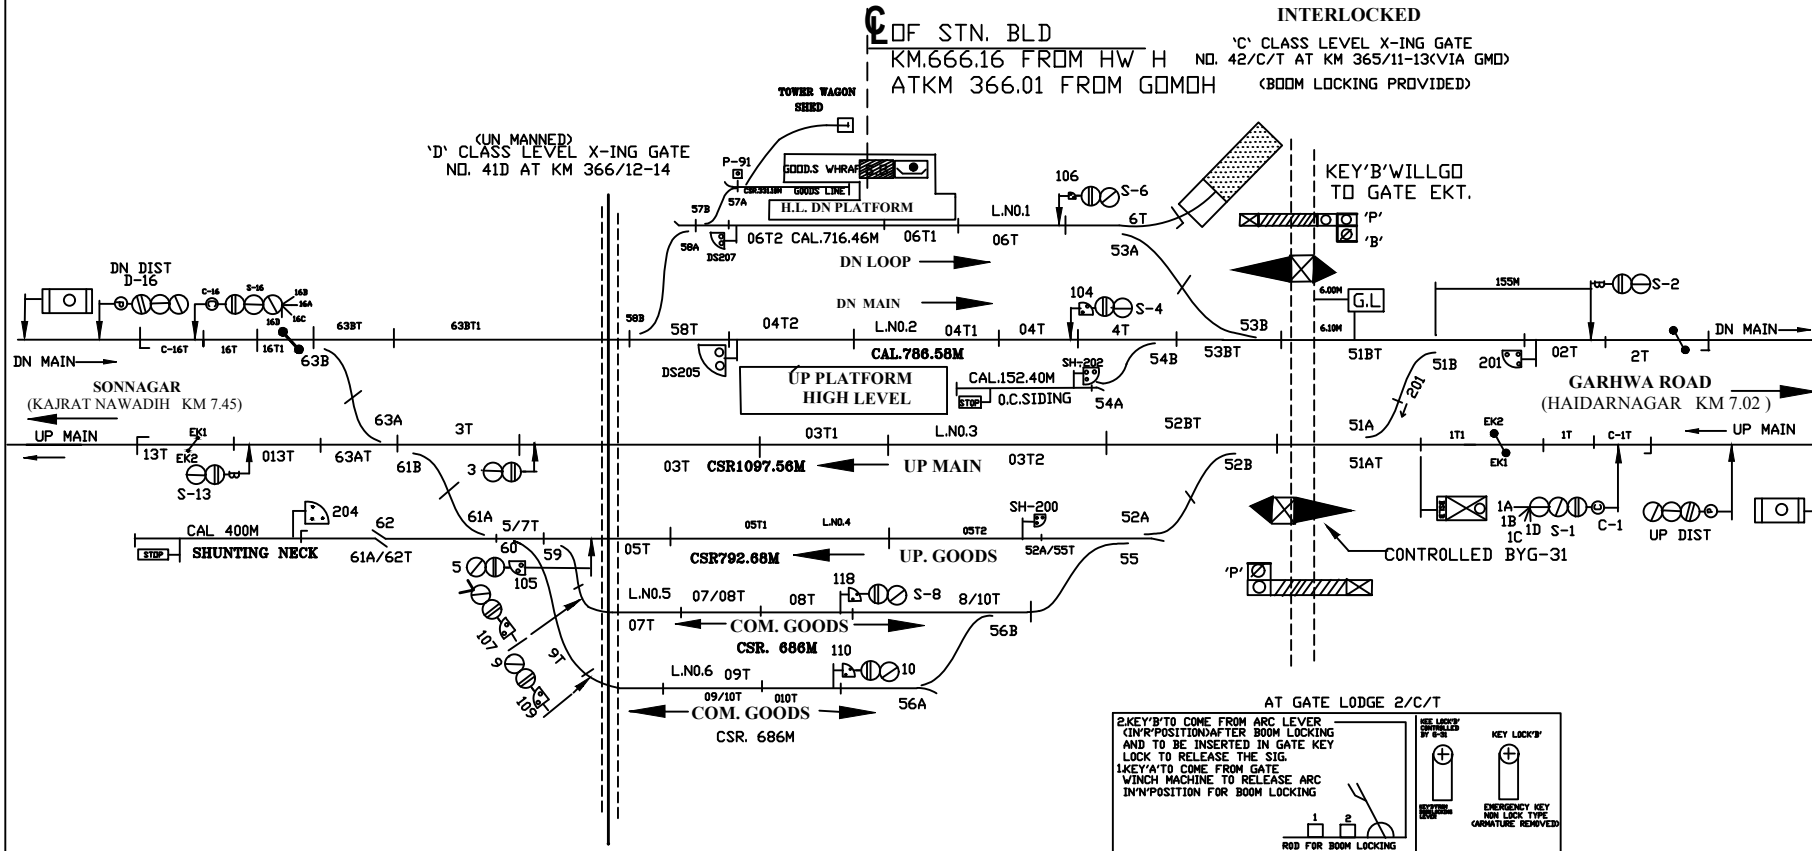 INTERLOCKED
℄ OF STN. BLD
KM.666.16 FROM HW H
ATKM 366.01 FROM GOMOH
'C' CLASS LEVEL X-ING GATE
NO. 42/C/T AT KM 365/11-13(VIA GMO)
(BOOM LOCKING PROVIDED)
TOWER WAGON
SHED
(UN MANNED)
'D' CLASS LEVEL X-ING GATE
NO. 41D AT KM 366/12-14
P-91
GOOD.S WHRAF
GOODS LINE
H.L. DN PLATFORM
57B
57A
58A
DS207
06T2 CAL.716.46M
06T1
L.NO.1
06T
106
S-6
6T
53A
KEY'B'WILLGO
TO GATE EKT.
'P'
'B'
DN LOOP
DN DIST
D-16
C-16
S-16
16B
16A
16C
16D
DN MAIN
104
S-4
6.00M
G.L
6.10M
155M
S-2
C-16T
16T
16T1
63B
63BT
63BT1
58B
58T
04T2
L.NO.2
04T1
04T
4T
54B
53BT
53B
51BT
51B
201
02T
2T
DN MAIN
DN MAIN
CAL.786.58M
DS205
UP PLATFORM
HIGH LEVEL
CAL.152.40M
SH-202
STOP
O.C.SIDING
54A
201
SONNAGAR
(KAJRAT NAWADIH KM 7.45)
GARHWA ROAD
(HAIDARNAGAR KM 7.02 )
UP MAIN
13T
EK1
EK2
013T
63AT
63A
61B
3T
03T1
L.NO.3
52BT
51A
1T1
EK2
EK1
1T
C-1T
UP MAIN
S-13
3
03T
CSR1097.56M
UP MAIN
03T2
52B
51AT
CAL 400M
204
62
STOP
SHUNTING NECK
61A/62T
61A
5/7T
60
59
05T
05T1
L.NO.4
05T2
SH-200
52A
52A/55T
55
CSR792.68M
UP. GOODS
1A
1B
1C
1D
S-1
C-1
UP DIST
CONTROLLED BYG-31
'P'
5
105
107
9
109
9T
L.NO.5
07T
07/08T
08T
118
S-8
8/10T
56B
COM. GOODS
CSR. 686M
L.NO.6
09T
09/10T
010T
110
10
56A
COM. GOODS
CSR. 686M
AT GATE LODGE 2/C/T
2.KEY'B'TO COME FROM ARC LEVER
(IN'R'POSITION)AFTER BOOM LOCKING
AND TO BE INSERTED IN GATE KEY
LOCK TO RELEASE THE SIG.
1.KEY'A'TO COME FROM GATE
WINCH MACHINE TO RELEASE ARC
IN'N'POSITION FOR BOOM LOCKING
1
2
ROD FOR BOOM LOCKING
KEE LOCK'B'
CONTROLLED
BY G-31
KEY LOCK'B'
EMERGENCY KEY
NON LOCK TYPE
(ARMATURE REMOVED)